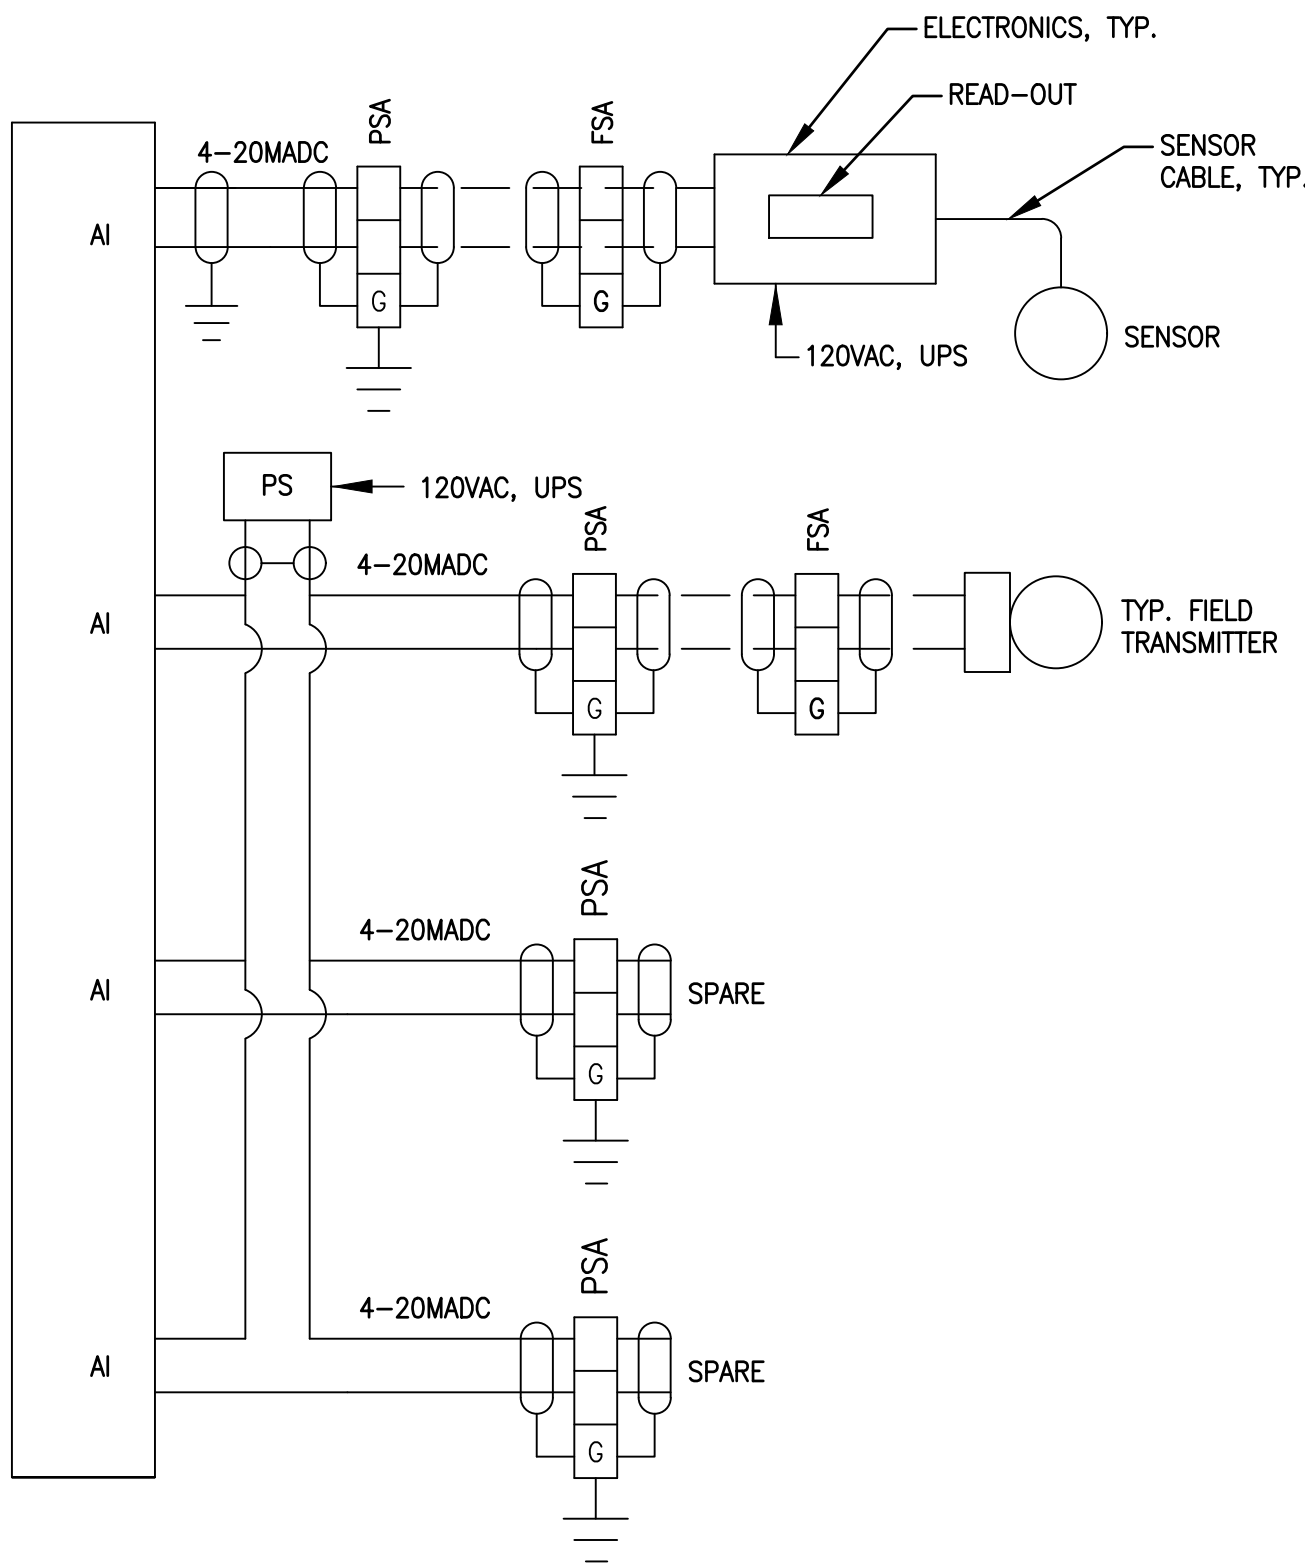 ELECTRONICS, TYP.
READ-OUT
PSA
FSA
4-20MADC
SENSOR
CABLE, TYP.
AI
G
G
SENSOR
120VAC, UPS
PS
120VAC, UPS
PSA
FSA
4-20MADC
AI
TYP. FIELD
TRANSMITTER
G
G
PSA
4-20MADC
AI
SPARE
G
PSA
4-20MADC
AI
SPARE
G